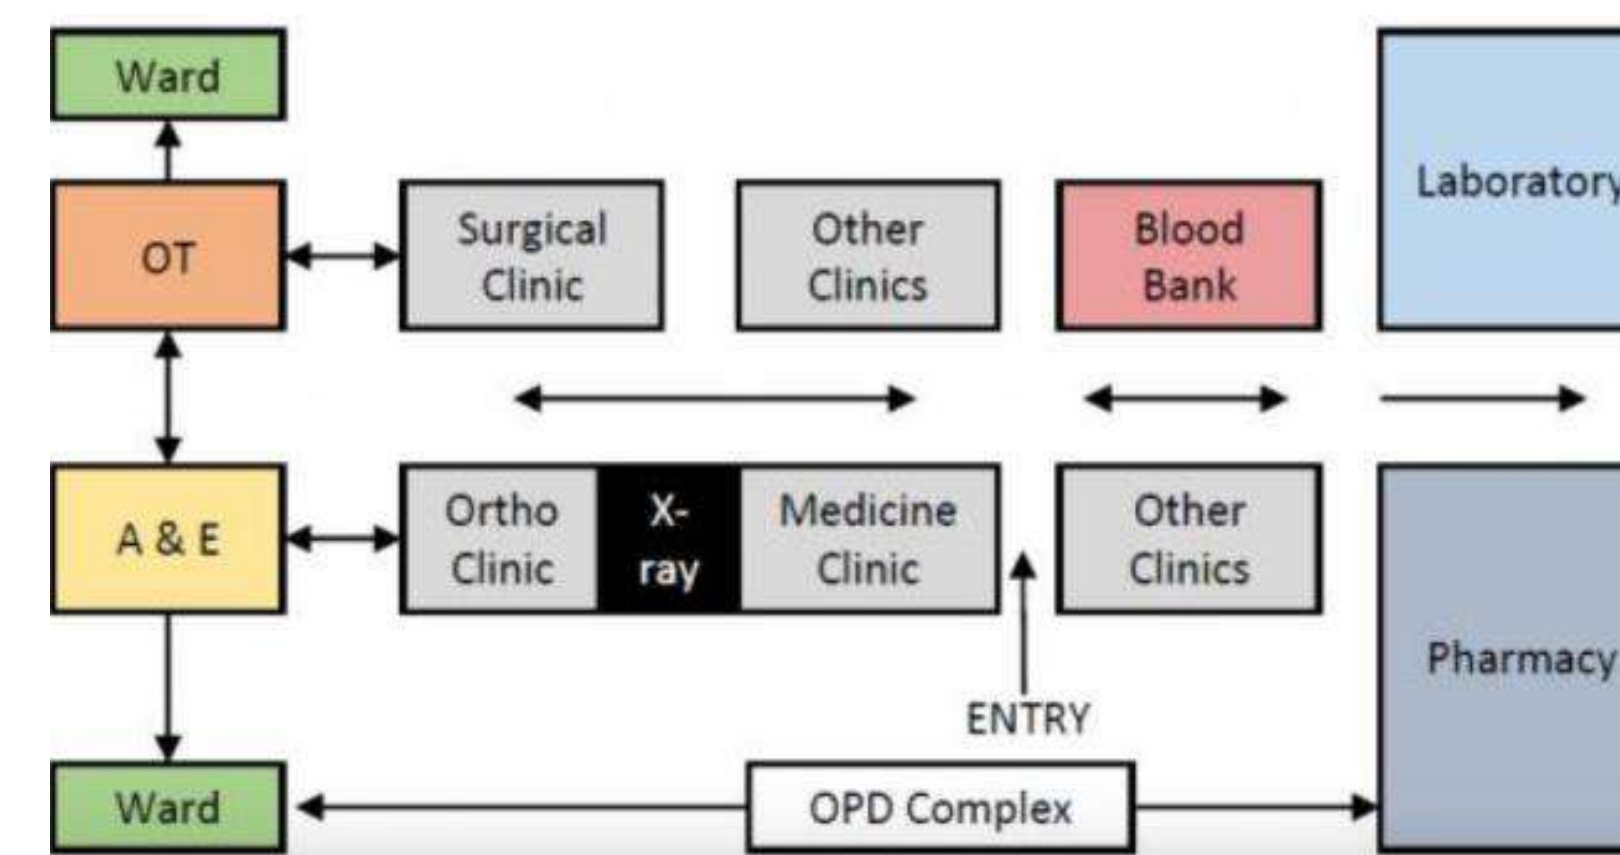 Ward
Laboratory
OT
Surgical
Clinic
Other
Clinics
Blood
Bank
A & E
Ortho
Clinic
X-
ray
Medicine
Clinic
Other
Clinics
Pharmacy
ENTRY
Ward
OPD Complex